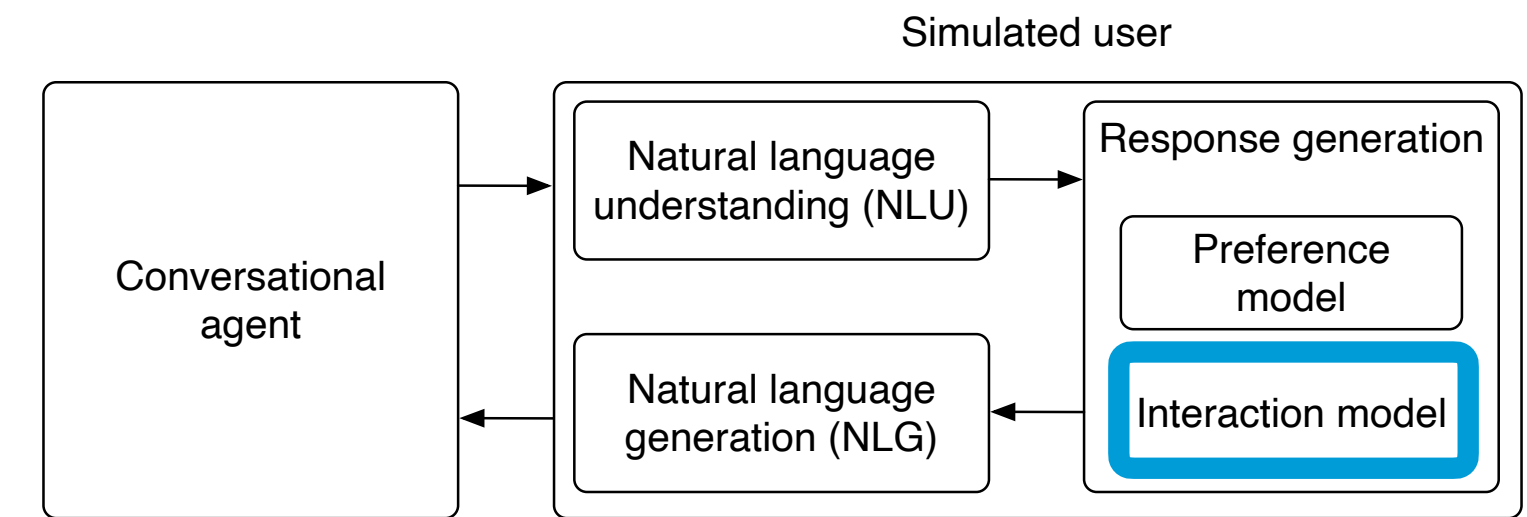 Simulated user
Conversational
agent
Natural language
understanding (NLU)
Response generation
Preference
model
Natural language
generation (NLG)
Interaction model